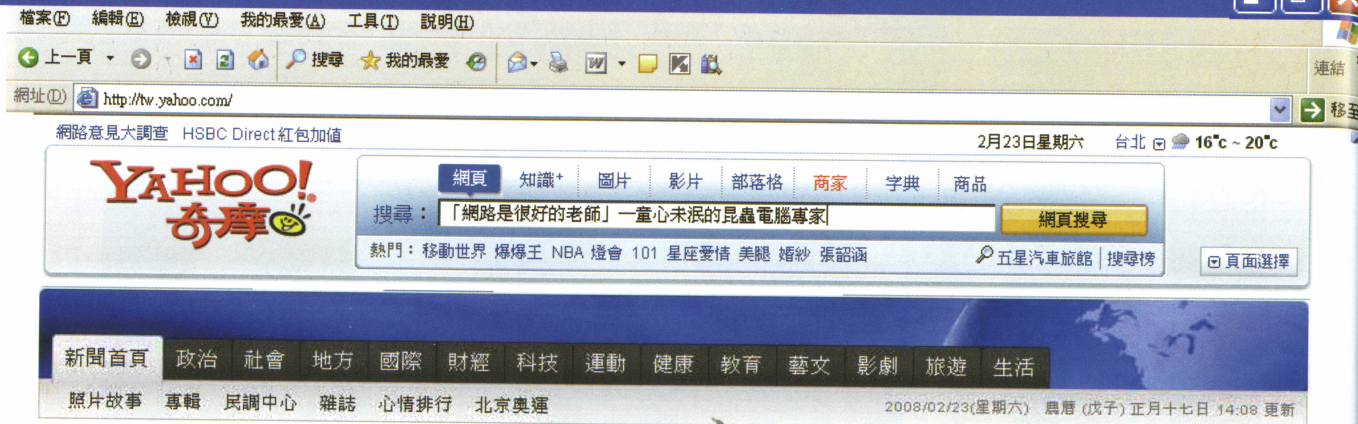 檔案(F) 編輯(E) 檢視(V) 我的最愛(A) 工具(T) 說明(H)
上一頁 搜尋 我的最愛 連結
網址(D) http://tw.yahoo.com/ 移至
網路意見大調查 HSBC Direct紅包加值 2月23日星期六 台北 16°c ~ 20°c
YAHOO!奇摩
網頁 知識+ 圖片 影片 部落格 商家 字典 商品
搜尋：「網路是很好的老師」一童心未泯的昆蟲電腦專家 網頁搜尋
熱門：移動世界 爆爆王 NBA 燈會 101 星座愛情 美腿 婚紗 張韶涵 五星汽車旅館 | 搜尋榜 頁面選擇
新聞首頁 政治 社會 地方 國際 財經 科技 運動 健康 教育 藝文 影劇 旅遊 生活
照片故事 專輯 民調中心 雜誌 心情排行 北京奧運 2008/02/23(星期六) 農曆 (戊子) 正月十七日 14:08 更新